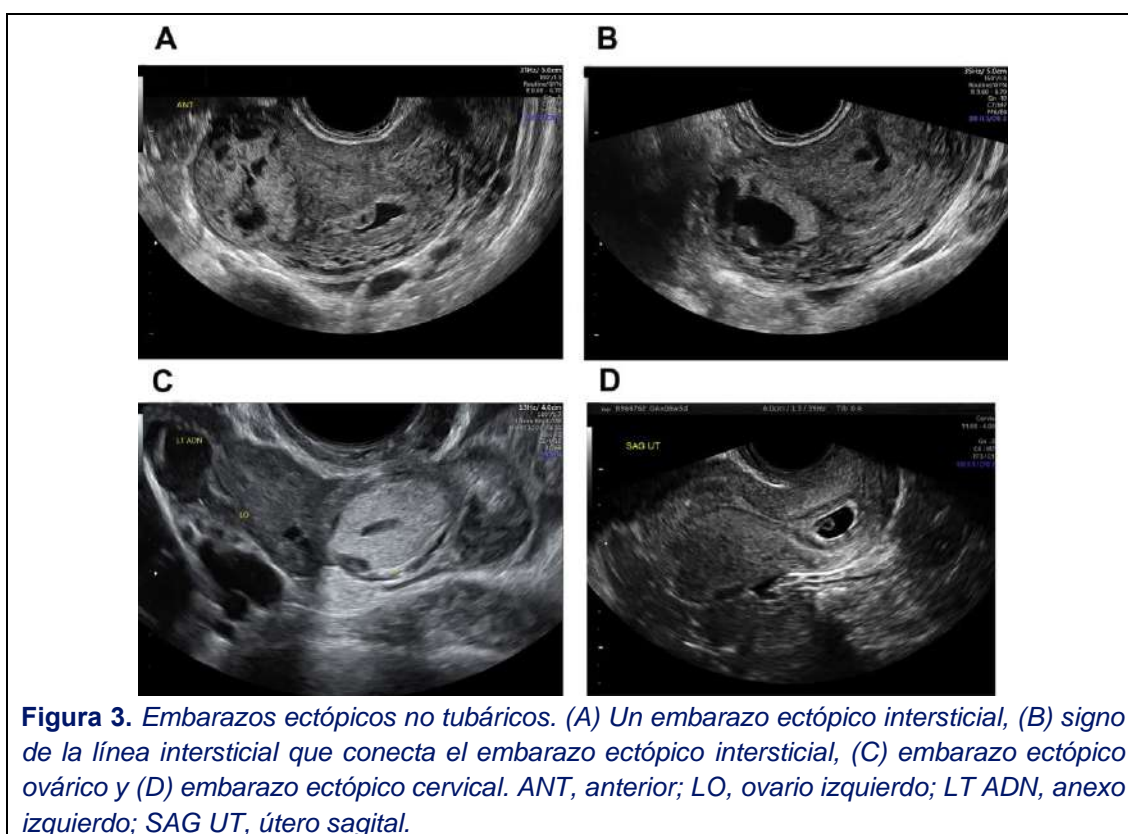 A
B
ANT
C
D
LT ADN
LO
SAG UT
Figura 3. Embarazos ectópicos no tubáricos. (A) Un embarazo ectópico intersticial, (B) signo
de la línea intersticial que conecta el embarazo ectópico intersticial, (C) embarazo ectópico
ovárico y (D) embarazo ectópico cervical. ANT, anterior; LO, ovario izquierdo; LT ADN, anexo
izquierdo; SAG UT, útero sagital.